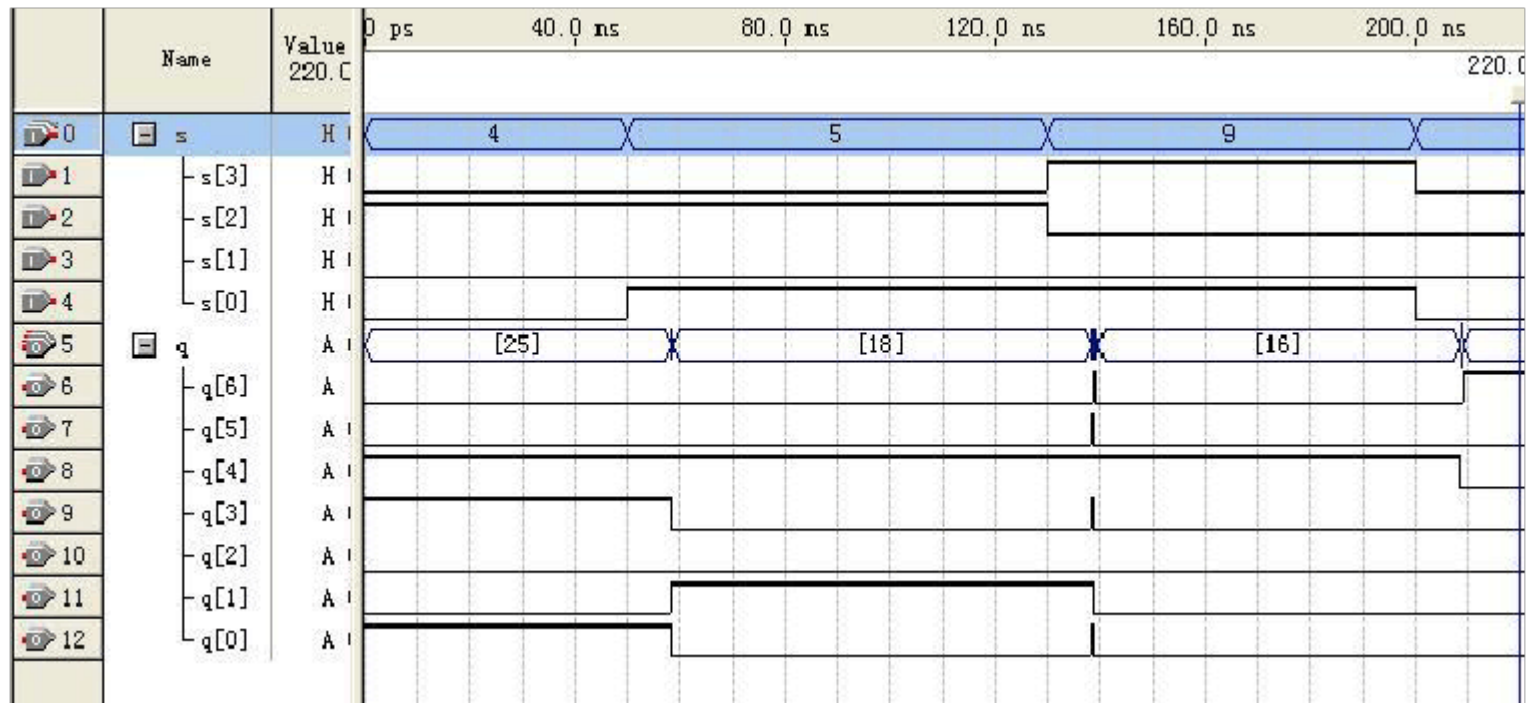 0 ps 40.0 ns 80.0 ns 120.0 ns 160.0 ns 200.0 ns
Name Value
220.0
220.0
0 s H 4 5 9
1 s[3] H
2 s[2] H
3 s[1] H
4 s[0] H
5 q A [25] [18] [16]
6 q[6] A
7 q[5] A
8 q[4] A
9 q[3] A
10 q[2] A
11 q[1] A
12 q[0] A